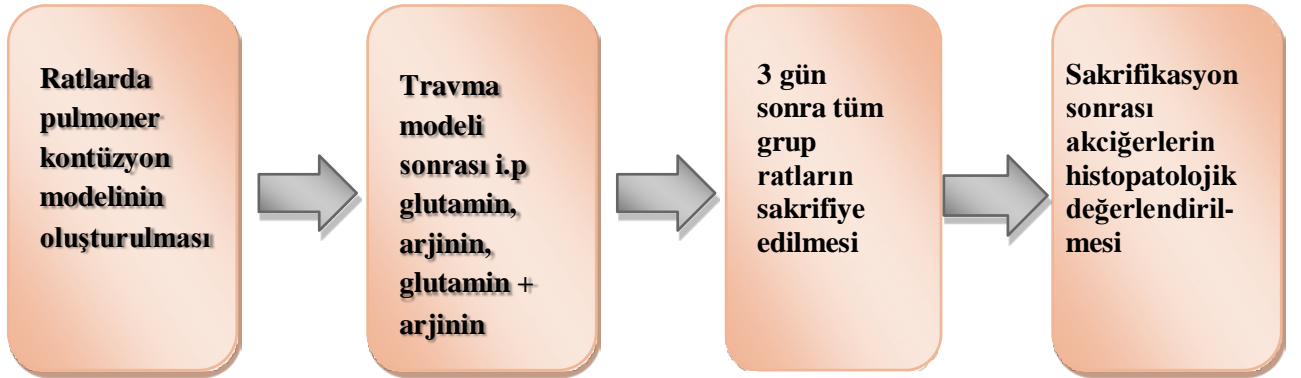 Ratlarda
pulmoner
kontüzyon
modelinin
oluşturulması
Travma
modeli
sonrası i.p
glutamin,
arjinin,
glutamin +
arjinin
3 gün
sonra tüm
grup
ratların
sakrifiye
edilmesi
Sakrifikasyon
sonrası
akciğerlerin
histopatolojik
değerlendiril-
mesi